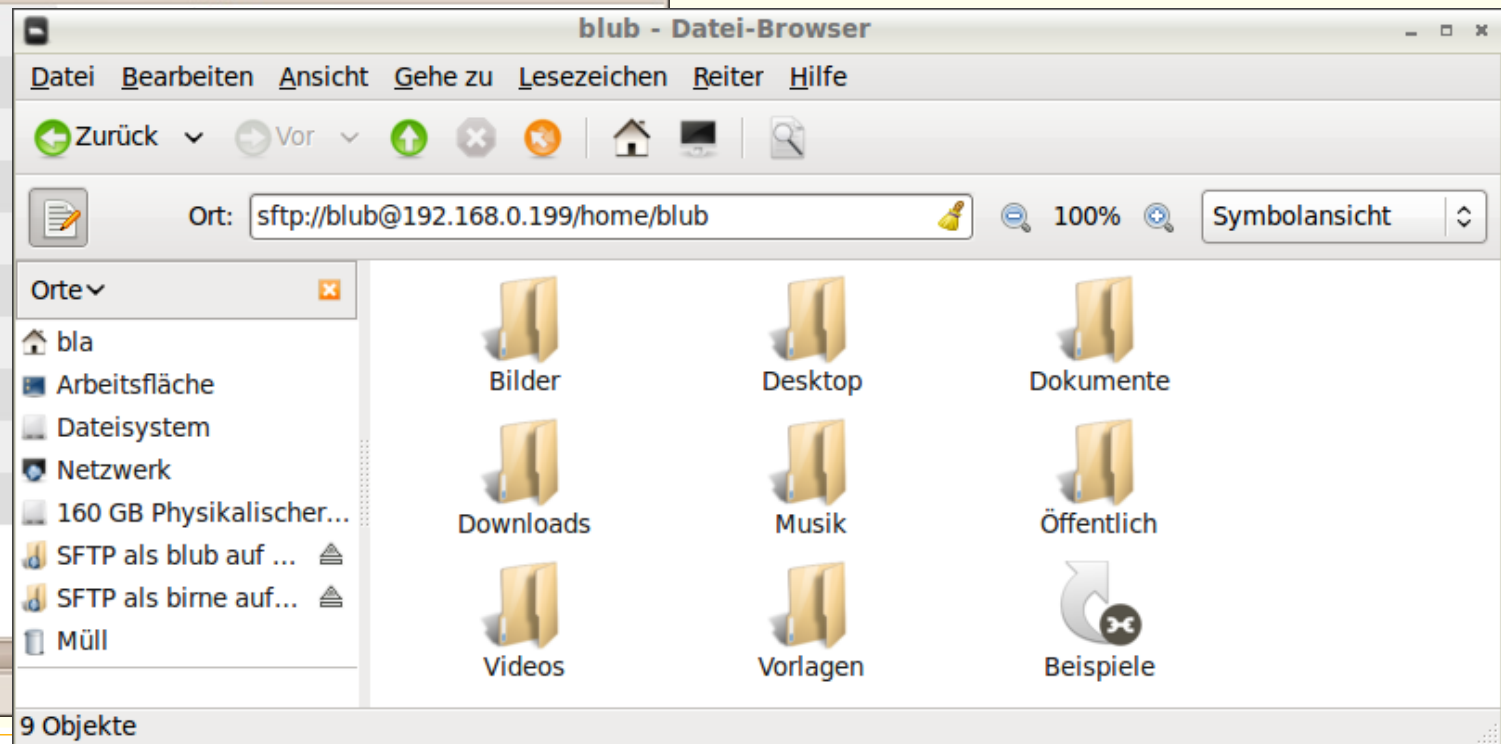 blub - Datei-Browser
Datei Bearbeiten Ansicht Gehe zu Lesezeichen Reiter Hilfe
Zurück Vor
Ort: sftp://blub@192.168.0.199/home/blub 100% Symbolansicht
Orte
bla
Arbeitsfläche
Dateisystem
Netzwerk
160 GB Physikalischer...
SFTP als blub auf ...
SFTP als birne auf...
Müll
Bilder Desktop Dokumente
Downloads Musik Öffentlich
Videos Vorlagen Beispiele
9 Objekte